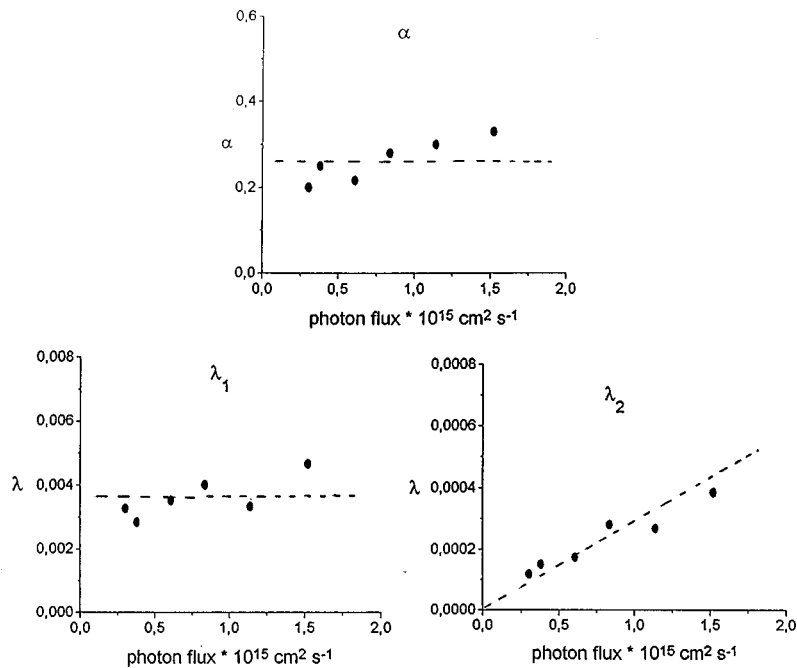 α
0,6
0,4
α
0,2
0,0
0,0 0,5 1,0 1,5 2,0
photon flux * 10¹⁵ cm² s⁻¹
λ₁
0,008
0,006
λ
0,004
0,002
0,000
0,0 0,5 1,0 1,5 2,0
photon flux * 10¹⁵ cm² s⁻¹
λ₂
0,0008
0,0006
λ
0,0004
0,0002
0,0000
0,0 0,5 1,0 1,5 2,0
photon flux * 10¹⁵ cm² s⁻¹